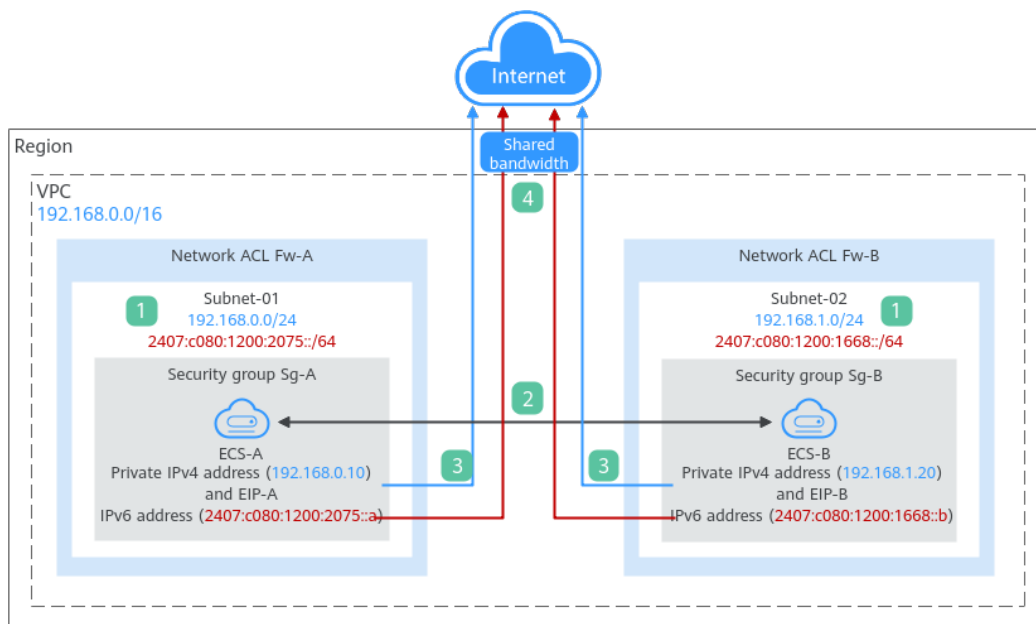 Internet
Region
Shared
bandwidth
VPC
192.168.0.0/16
4
Network ACL Fw-A
1
Subnet-01
192.168.0.0/24
2407:c080:1200:2075::/64
Security group Sg-A
ECS-A
Private IPv4 address (192.168.0.10)
and EIP-A
IPv6 address (2407:c080:1200:2075::a)
2
3
3
Network ACL Fw-B
Subnet-02
1
192.168.1.0/24
2407:c080:1200:1668::/64
Security group Sg-B
ECS-B
Private IPv4 address (192.168.1.20)
and EIP-B
IPv6 address (2407:c080:1200:1668::b)